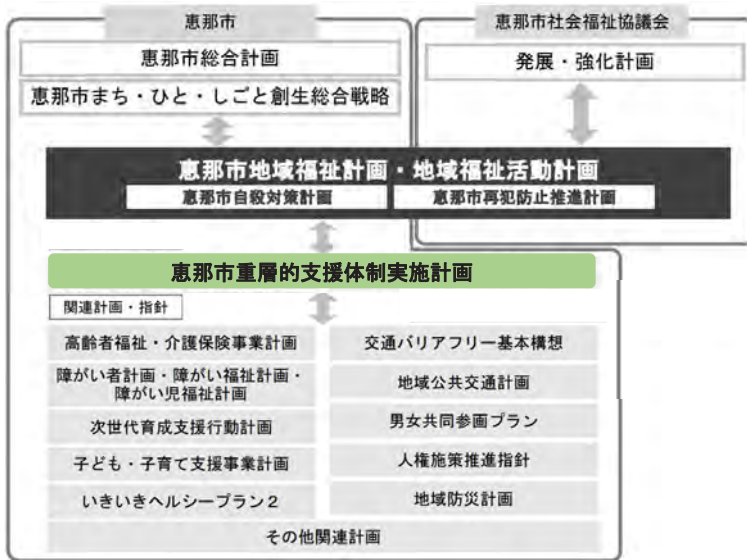 恵那市
恵那市社会福祉協議会
恵那市総合計画
発展・強化計画
恵那市まち・ひと・しごと創生総合戦略
恵那市地域福祉計画・地域福祉活動計画
恵那市自殺対策計画
恵那市再犯防止推進計画
恵那市重層的支援体制実施計画
関連計画・指針
高齢者福祉・介護保険事業計画
交通バリアフリー基本構想
障がい者計画・障がい福祉計画・
障がい児福祉計画
地域公共交通計画
次世代育成支援行動計画
男女共同参画プラン
子ども・子育て支援事業計画
人権施策推進指針
いきいきヘルシープラン2
地域防災計画
その他関連計画